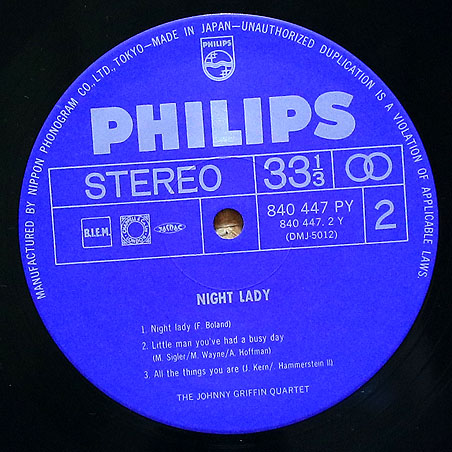 MANUFACTURED BY NIPPON PHONOGRAM CO., LTD., TOKYO—MADE IN JAPAN—UNAUTHORIZED DUPLICATION IS A VIOLATION OF APPLICABLE LAWS
PHILIPS
PHILIPS
STEREO
33 1/3
840 447 PY
840 447. 2 Y
(DMJ-5012)
2
B.I.E.M.
NIGHT LADY
1. Night lady (F. Boland)
2. Little man you've had a busy day
(M. Sigler/M. Wayne/A. Hoffman)
3. All the things you are (J. Kern/. Hammerstein II)
THE JOHNNY GRIFFIN QUARTET